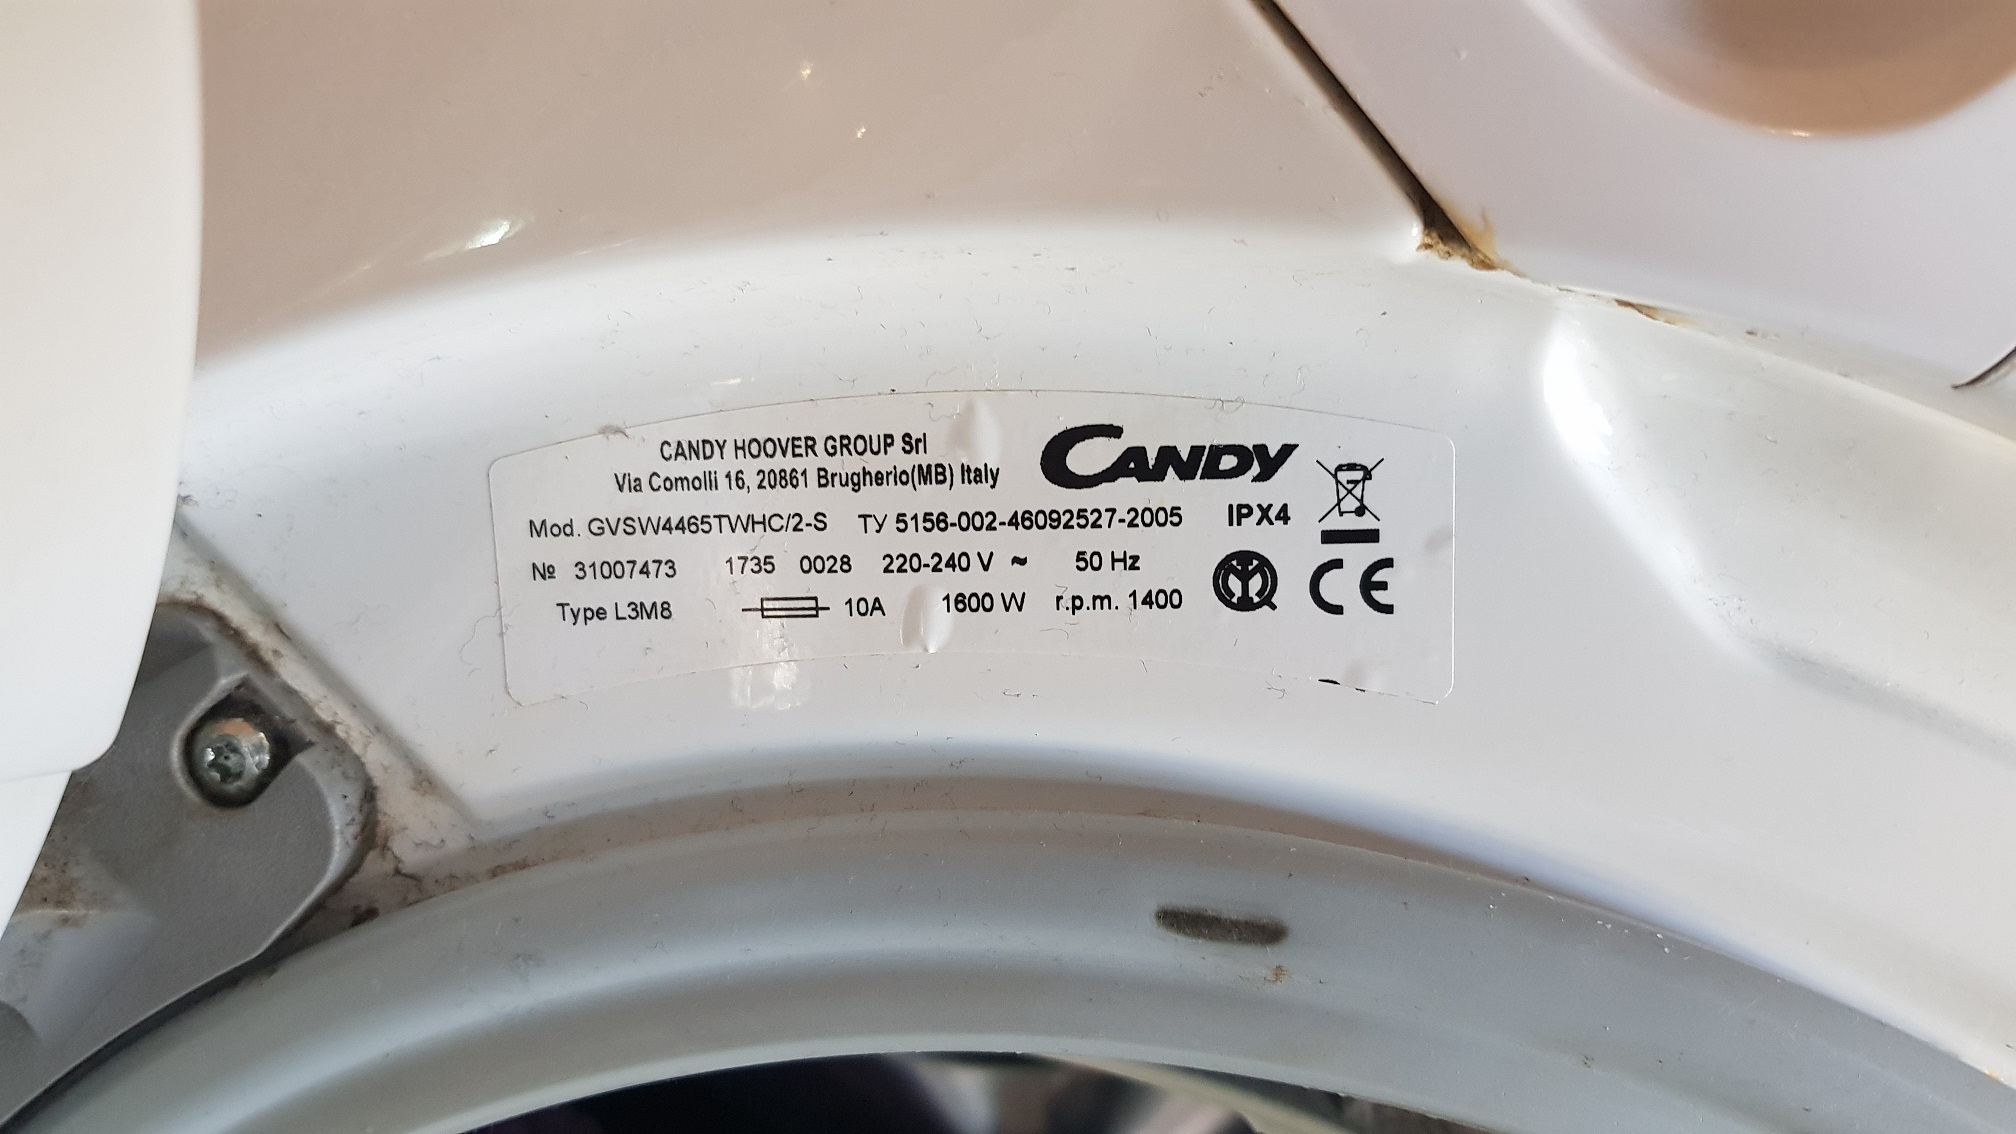 CANDY HOOVER GROUP Srl
Via Comolli 16, 20861 Brugherio(MB) Italy
CANDY
Mod. GVSW4465TWHC/2-S ТУ 5156-002-46092527-2005 IPX4
№ 31007473 1735 0028 220-240 V ~ 50 Hz
Type L3M8 10A 1600 W r.p.m. 1400
CE